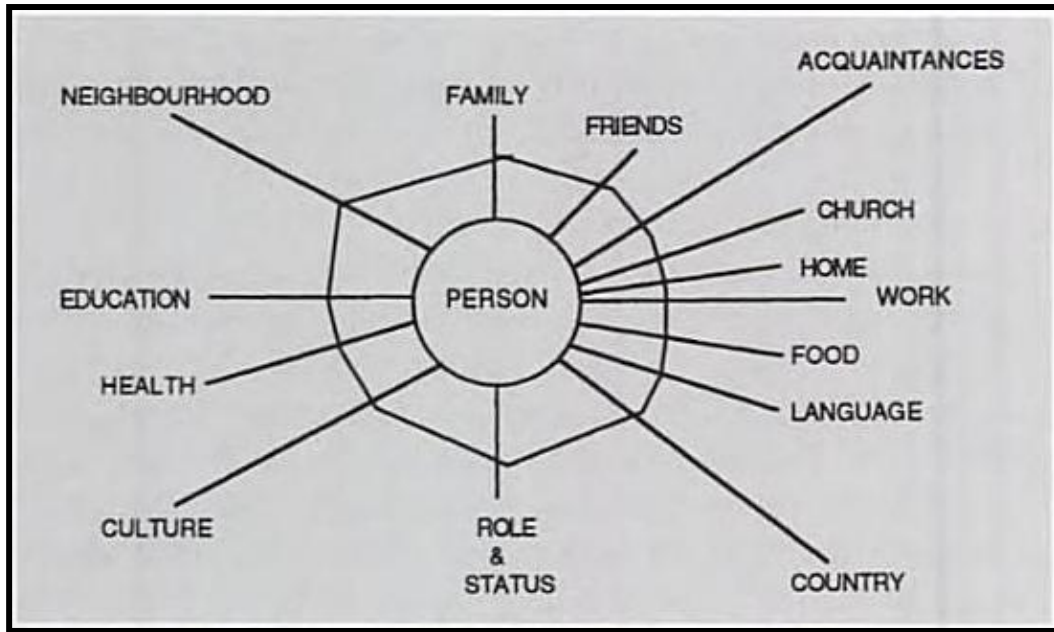 ACQUAINTANCES
NEIGHBOURHOOD
FAMILY
FRIENDS
CHURCH
HOME
WORK
EDUCATION
PERSON
FOOD
HEALTH
LANGUAGE
CULTURE
ROLE
&
STATUS
COUNTRY